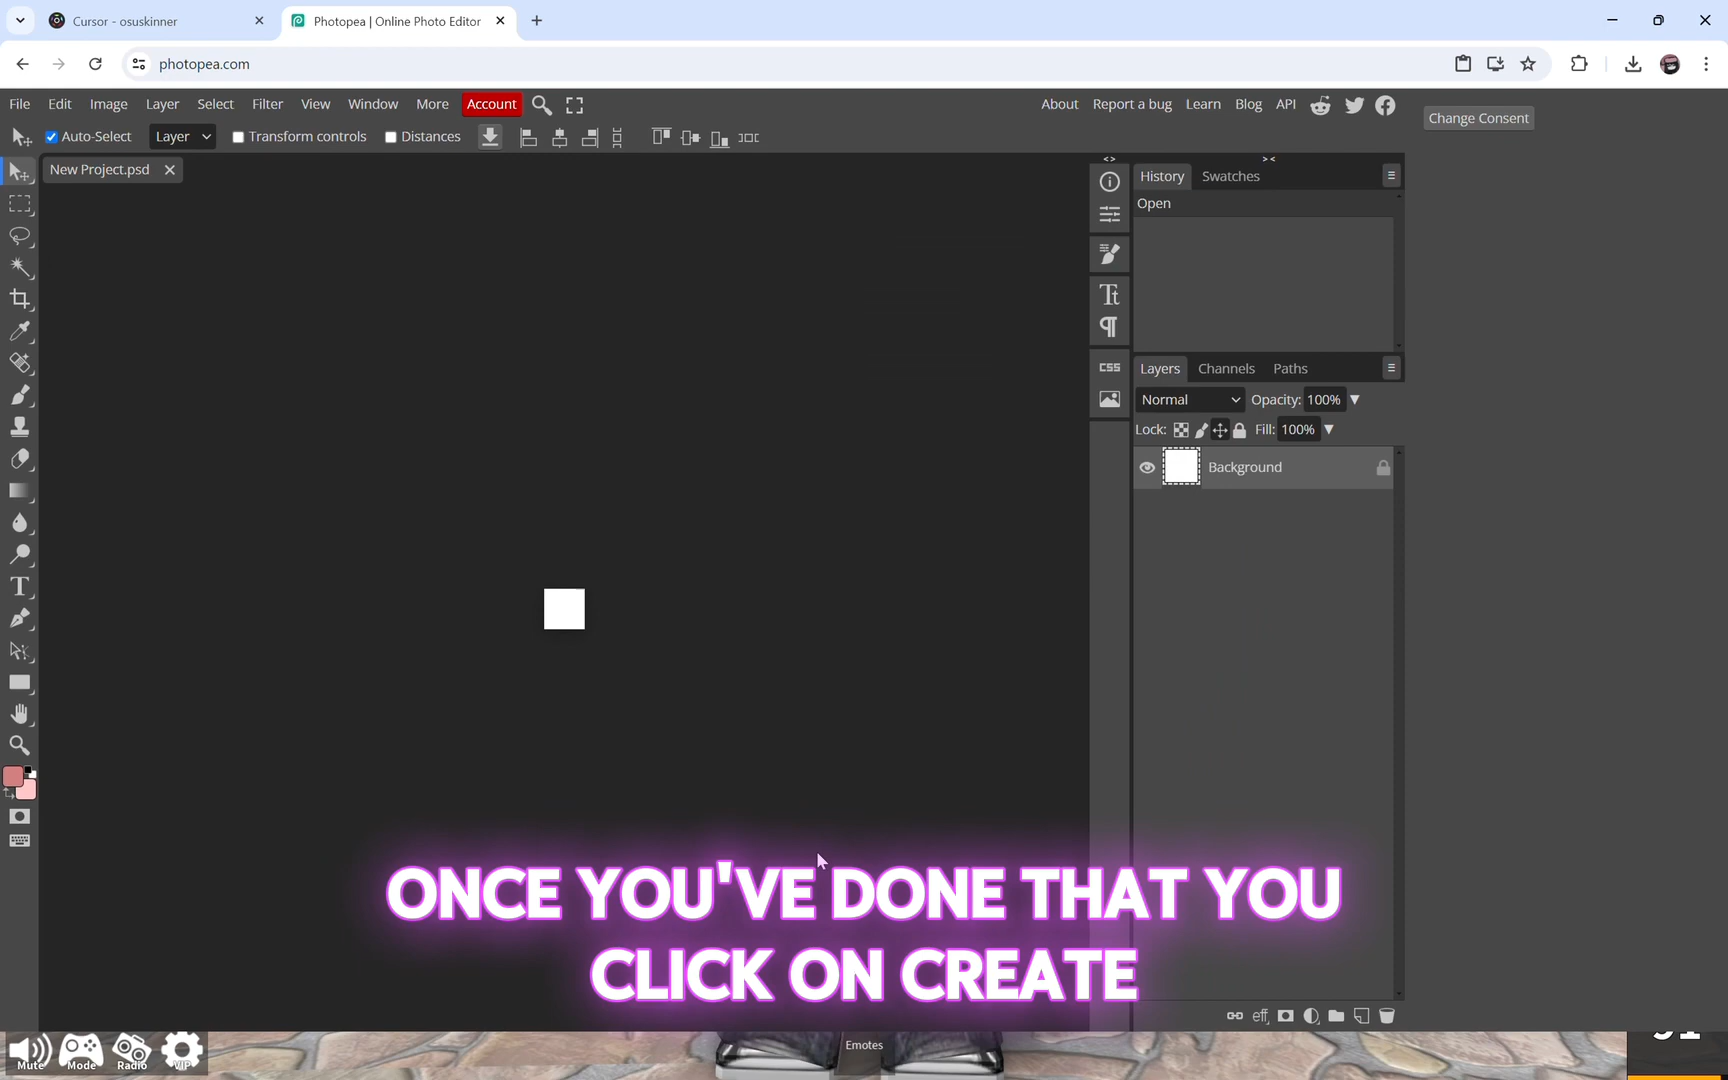 Cursor - osuskinner
Photopea | Online Photo Editor
photopea.com
File Edit Image Layer Select Filter View Window More Account
About Report a bug Learn Blog API
Change Consent
Auto-Select Layer Transform controls Distances
New Project.psd
History Swatches
Open
CSS
Layers Channels Paths
Normal Opacity: 100%
Lock: Fill: 100%
Background
ONCE YOU'VE DONE THAT YOU
CLICK ON CREATE
eff
Emotes
Mute Mode Radio VIP